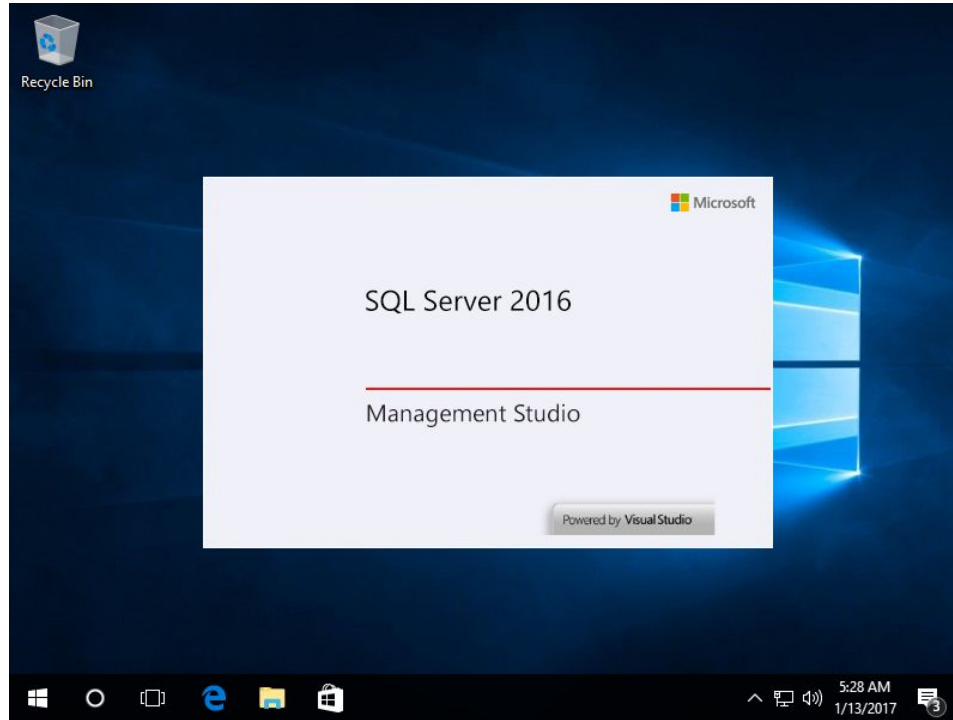 Recycle Bin
Microsoft
SQL Server 2016
Management Studio
Powered by Visual Studio
5:28 AM
1/13/2017
3